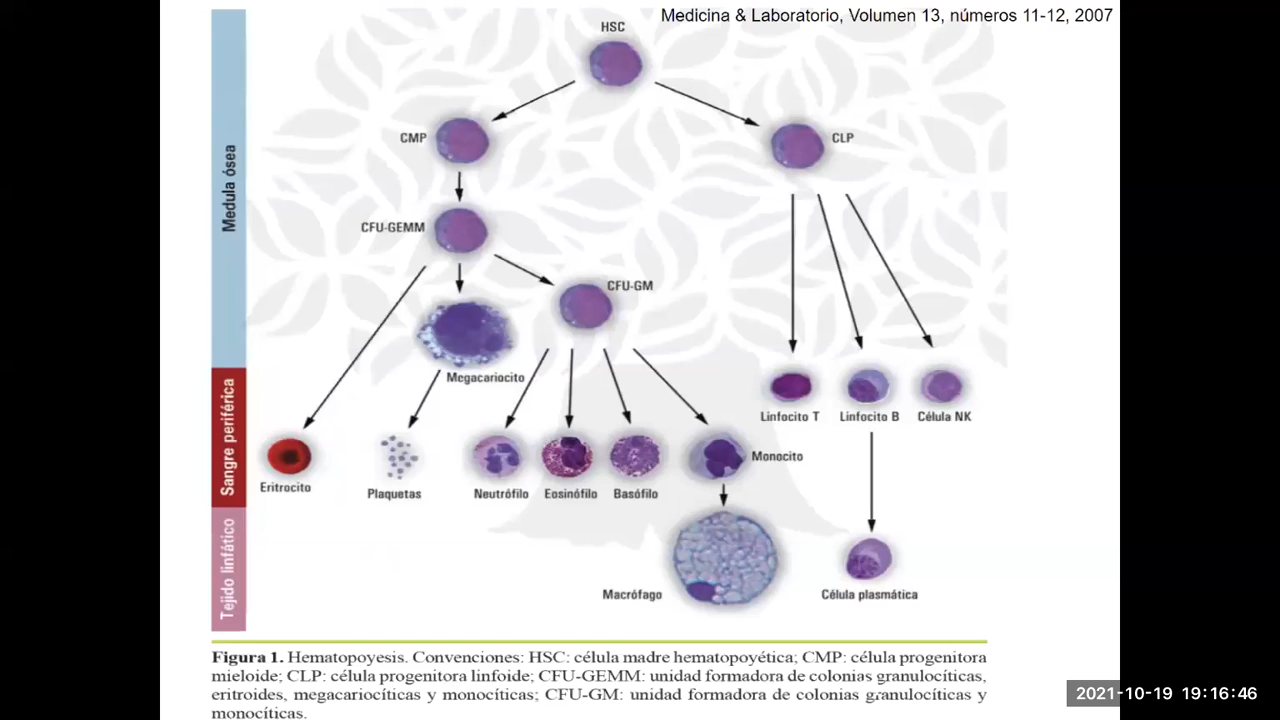 Medicina & Laboratorio, Volumen 13, números 11-12, 2007
HSC
CMP
CLP
Medula ósea
CFU-GEMM
CFU-GM
Megacariocito
Sangre periférica
Linfocito T
Linfocito B
Célula NK
Monocito
Eritrocito
Plaquetas
Neutrófilo
Eosinófilo
Basófilo
Tejido linfático
Macrófago
Célula plasmática
Figura 1. Hematopoyesis. Convenciones: HSC: célula madre hematopoyética; CMP: célula progenitora
mieloide; CLP: célula progenitora linfoide; CFU-GEMM: unidad formadora de colonias granulocíticas,
eritroides, megacariocíticas y monocíticas; CFU-GM: unidad formadora de colonias granulocíticas y
monocíticas.
2021-10-19 19:16:46